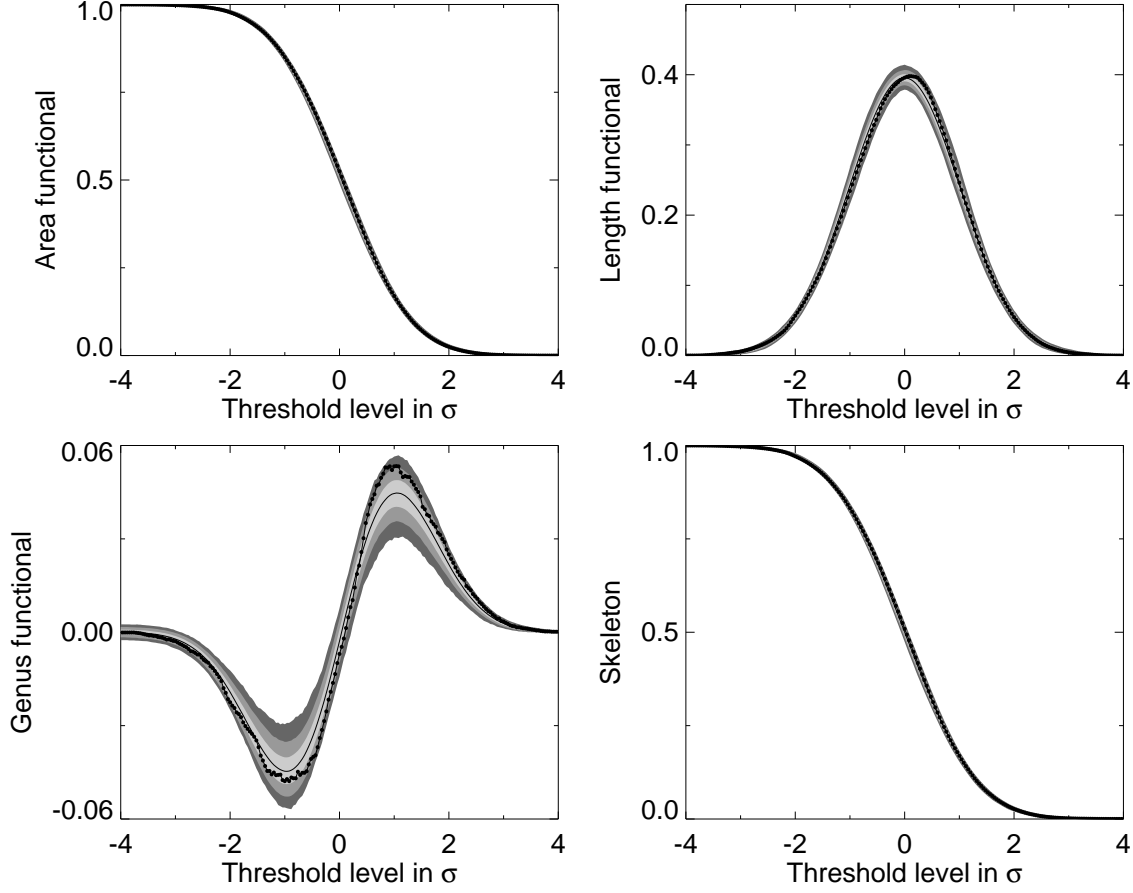 1.0
0.5
0.0
Area functional
-4 -2 0 2 4
Threshold level in σ
0.4
0.2
0.0
Length functional
-4 -2 0 2 4
Threshold level in σ
0.06
0.00
-0.06
Genus functional
-4 -2 0 2 4
Threshold level in σ
1.0
0.5
0.0
Skeleton
-4 -2 0 2 4
Threshold level in σ